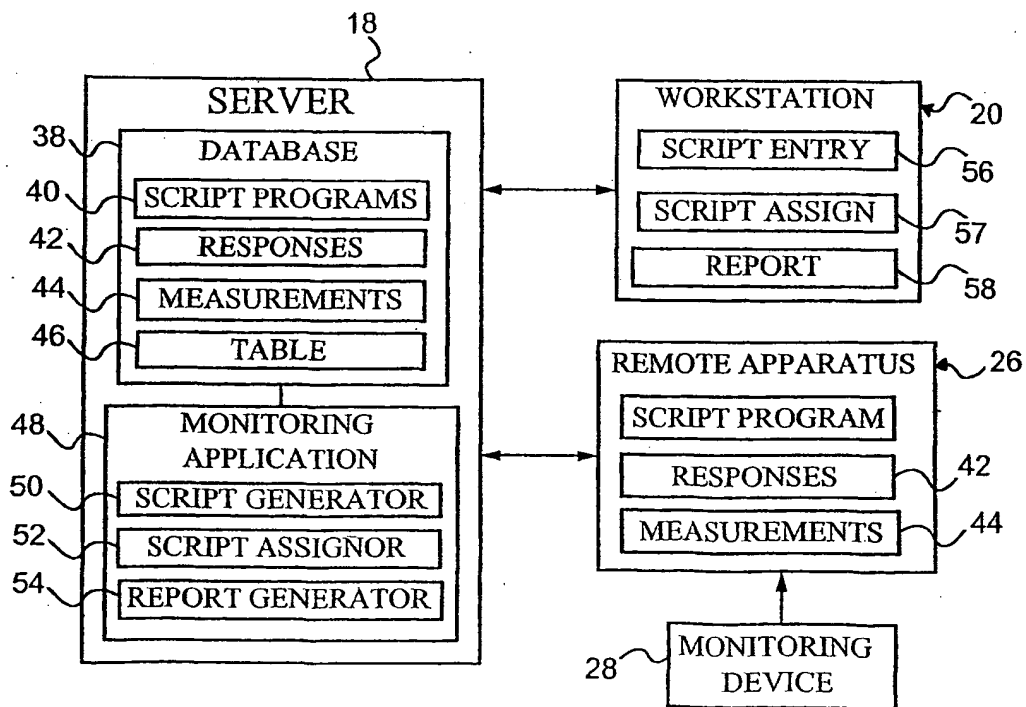 18
SERVER
38
DATABASE
40
SCRIPT PROGRAMS
42
RESPONSES
44
MEASUREMENTS
46
TABLE
48
MONITORING
APPLICATION
50
SCRIPT GENERATOR
52
SCRIPT ASSIGNOR
54
REPORT GENERATOR
WORKSTATION
20
SCRIPT ENTRY
56
SCRIPT ASSIGN
57
REPORT
58
REMOTE APPARATUS
26
SCRIPT PROGRAM
RESPONSES
42
MEASUREMENTS
44
28
MONITORING
DEVICE